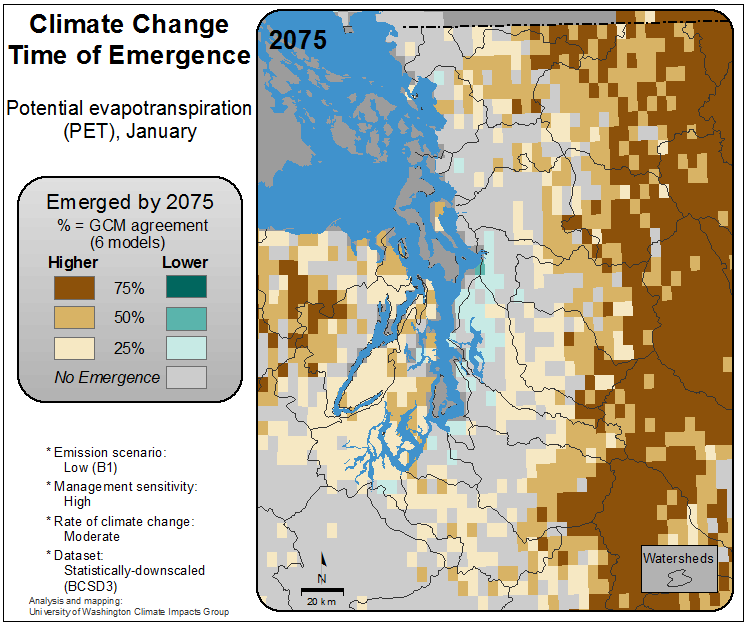 Climate Change
Time of Emergence
Potential evapotranspiration
(PET), January
Emerged by 2075
% = GCM agreement
(6 models)
Higher Lower
75%
50%
25%
No Emergence
* Emission scenario:
Low (B1)
* Management sensitivity:
High
* Rate of climate change:
Moderate
* Dataset:
Statistically-downscaled
(BCSD3)
Analysis and mapping:
University of Washington Climate Impacts Group
2075
N
20 km
Watersheds